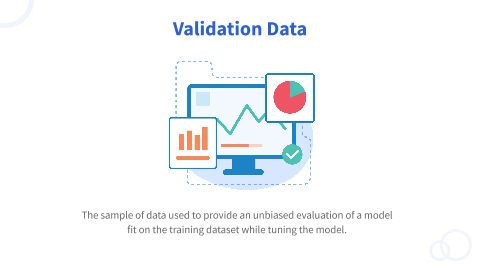 Validation Data
The sample of data used to provide an unbiased evaluation of a model
fit on the training dataset while tuning the model.